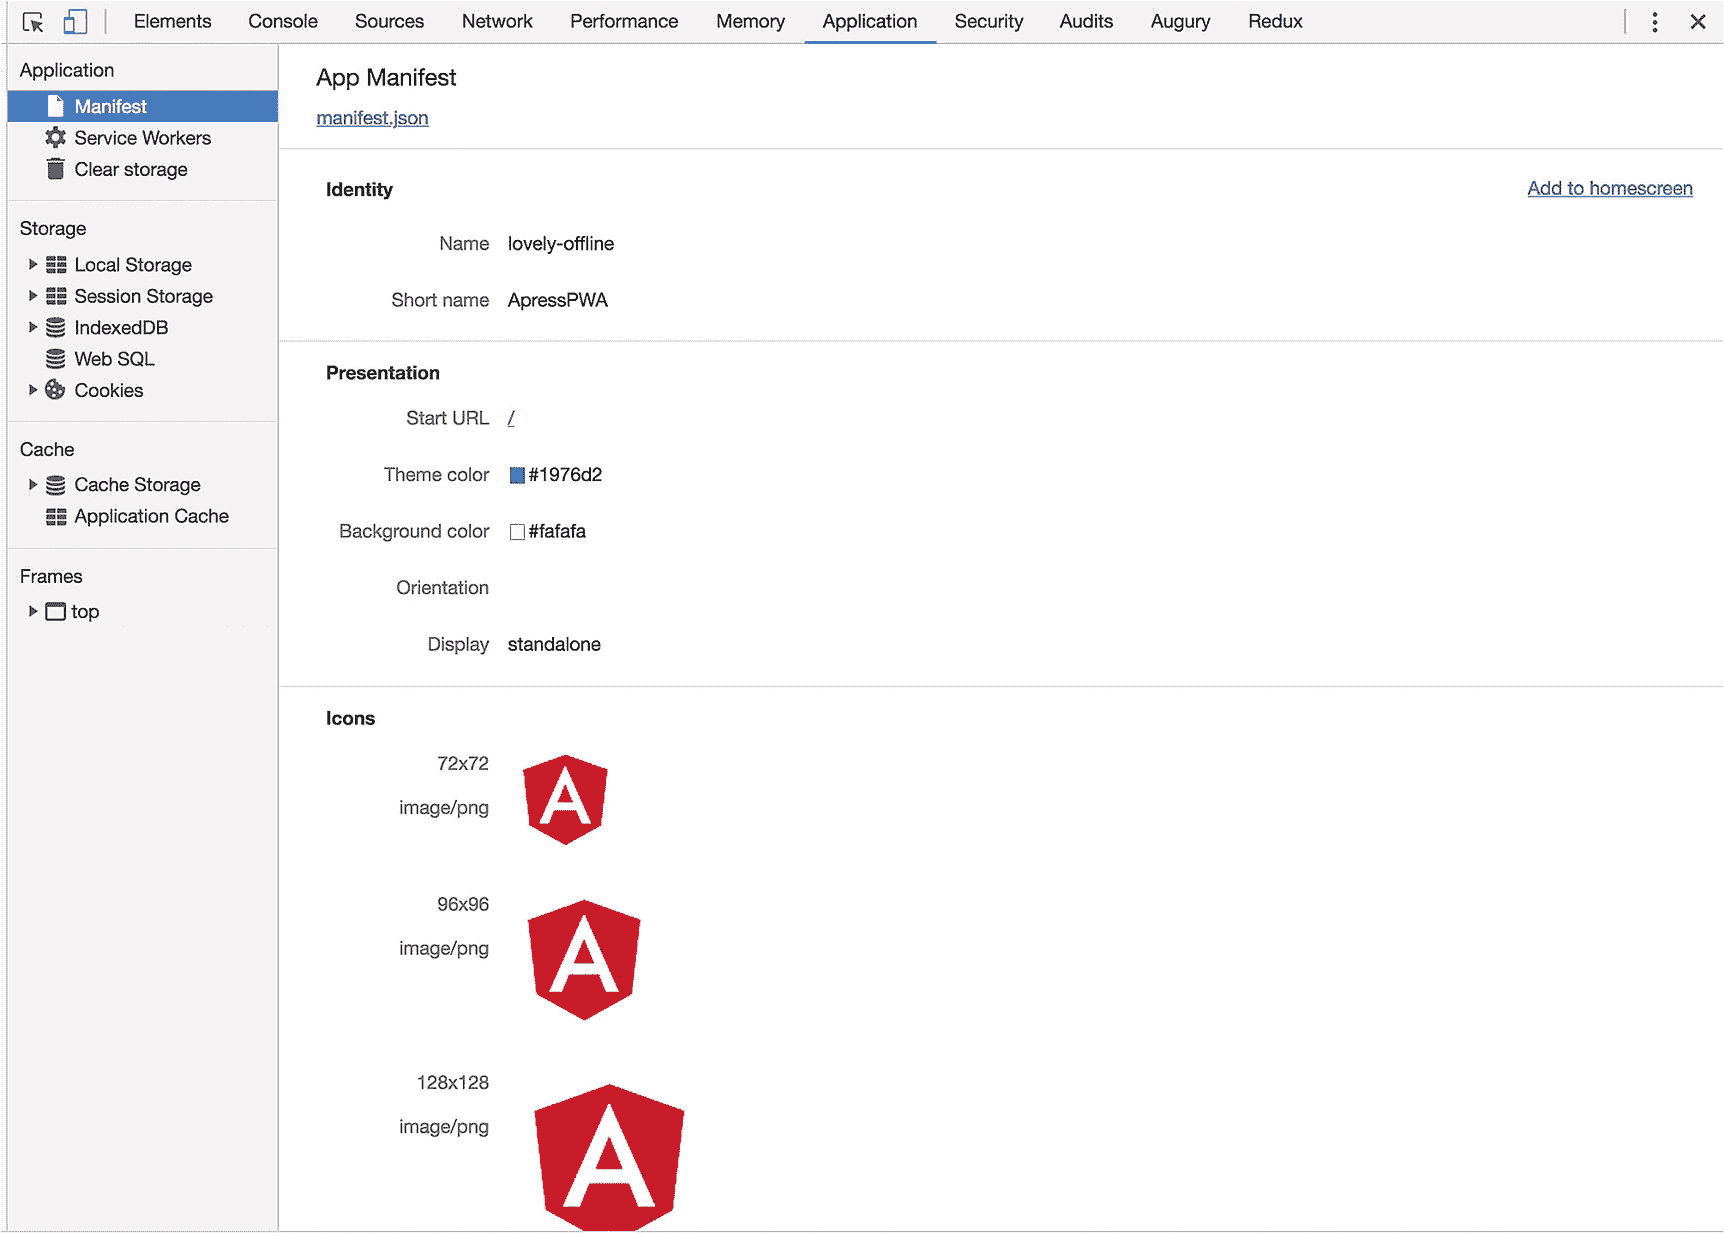 Elements Console Sources Network Performance Memory Application Security Audits Augury Redux
Application
Manifest
Service Workers
Clear storage
Storage
Local Storage
Session Storage
IndexedDB
Web SQL
Cookies
Cache
Cache Storage
Application Cache
Frames
top
App Manifest
manifest.json
Identity
Add to homescreen
Name lovely-offline
Short name ApressPWA
Presentation
Start URL /
Theme color #1976d2
Background color #fafafa
Orientation
Display standalone
Icons
72x72
image/png
A
96x96
image/png
A
128x128
image/png
A